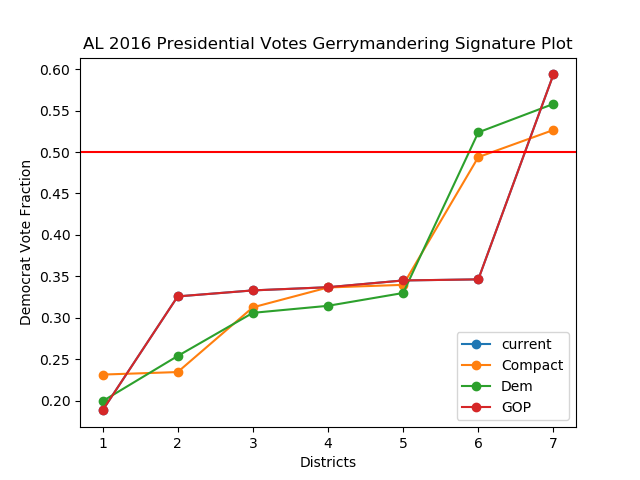 AL 2016 Presidential Votes Gerrymandering Signature Plot
0.60
0.55
0.50
0.45
0.40
0.35
0.30
0.25
0.20
Democrat Vote Fraction
current
Compact
Dem
GOP
1 2 3 4 5 6 7
Districts